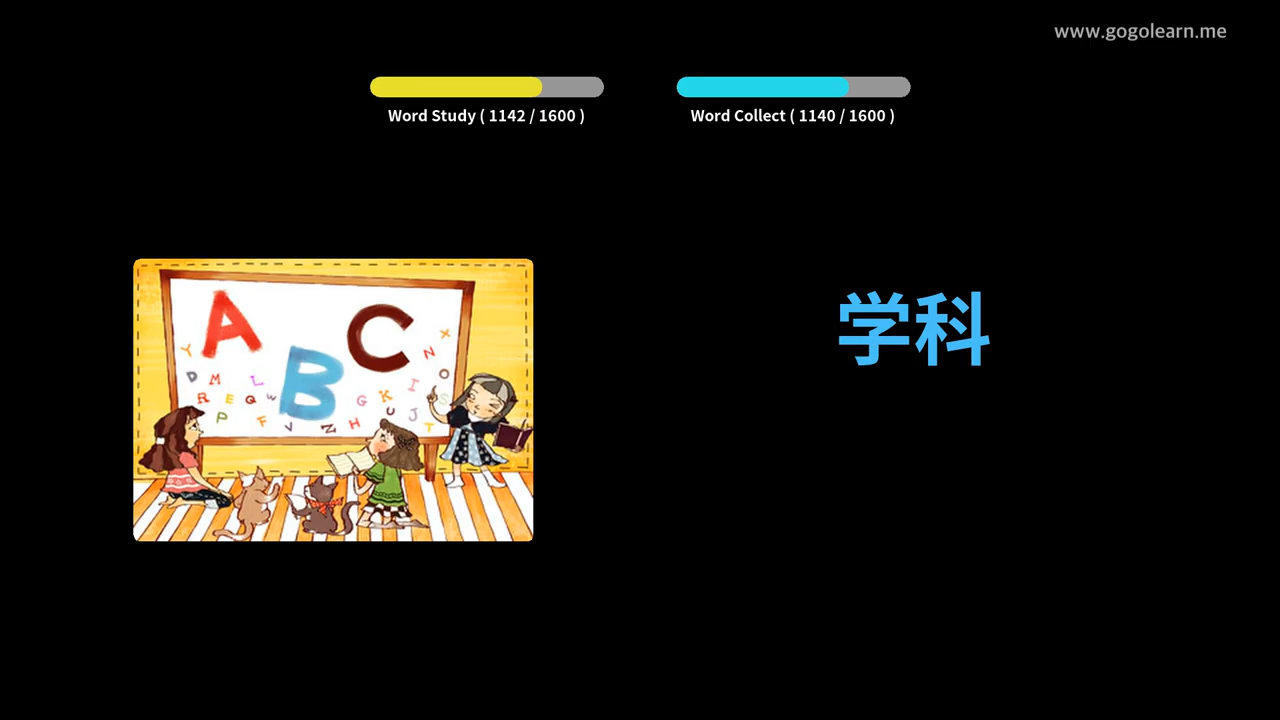 www.gogolearn.me
Word Study ( 1142 / 1600 )
Word Collect ( 1140 / 1600 )
学科
A
C
B
X
Y
N
D
M
L
O
I
R
E
Q
W
G
K
S
P
F
V
Z
H
U
J
T